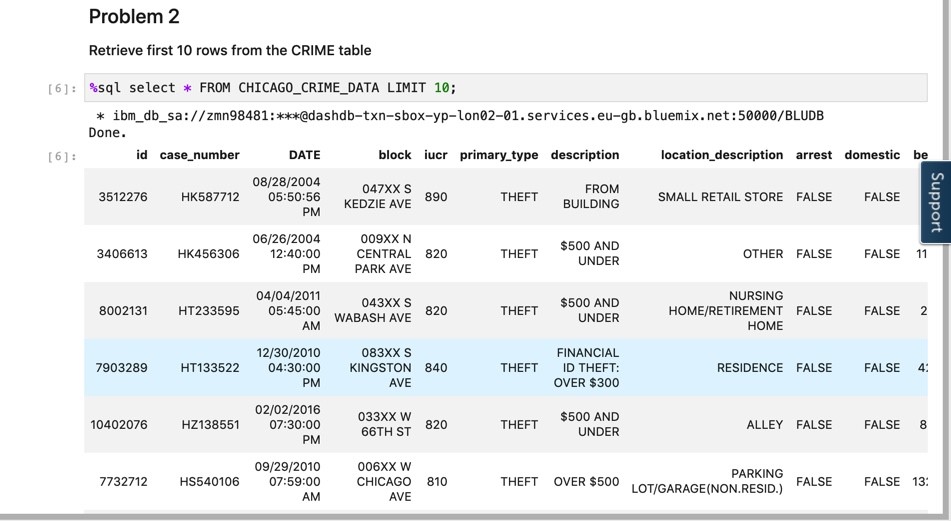 Problem 2
Retrieve first 10 rows from the CRIME table
[6]: %sql select * FROM CHICAGO_CRIME_DATA LIMIT 10;
* ibm_db_sa://zmn98481:***@dashdb-txn-sbox-yp-lon02-01.services.eu-gb.bluemix.net:50000/BLUDB
Done.
[6]: id case_number DATE block iucr primary_type description location_description arrest domestic be
08/28/2004
047XX S FROM
3512276 HK587712 05:50:56 890 THEFT SMALL RETAIL STORE FALSE FALSE
KEDZIE AVE BUILDING
PM
06/26/2004 009XX N
$500 AND
3406613 HK456306 12:40:00 CENTRAL 820 THEFT OTHER FALSE FALSE 11
UNDER
PM PARK AVE
04/04/2011 NURSING
043XX S $500 AND
8002131 HT233595 05:45:00 820 THEFT HOME/RETIREMENT FALSE FALSE 2
WABASH AVE UNDER
AM HOME
12/30/2010 083XX S FINANCIAL
7903289 HT133522 04:30:00 KINGSTON 840 THEFT ID THEFT: RESIDENCE FALSE FALSE 4
PM AVE OVER $300
02/02/2016
033XX W $500 AND
10402076 HZ138551 07:30:00 820 THEFT ALLEY FALSE FALSE 8
66TH ST UNDER
PM
09/29/2010 006XX W
PARKING
7732712 HS540106 07:59:00 CHICAGO 810 THEFT OVER $500 FALSE FALSE 13
LOT/GARAGE(NON.RESID.)
AM AVE
Support